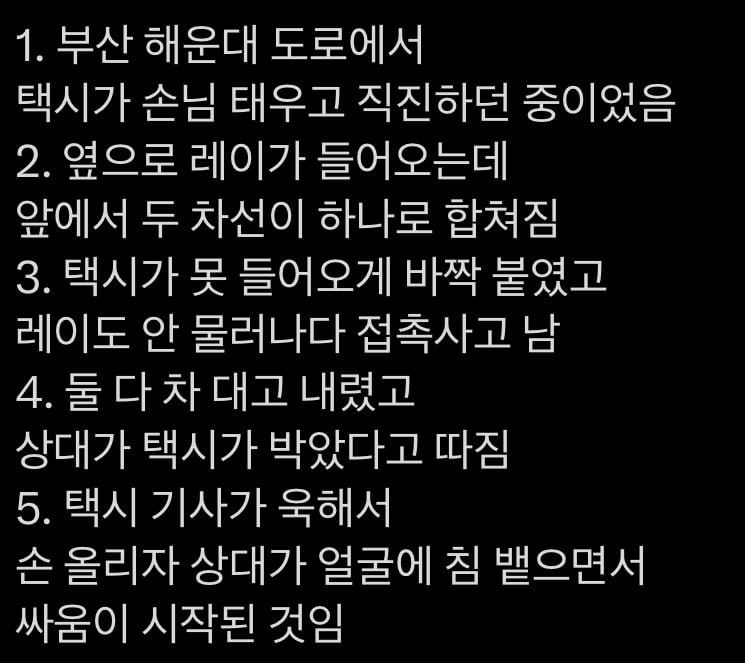 1. 부산 해운대 도로에서
택시가 손님 태우고 직진하던 중이었음
2. 옆으로 레이가 들어오는데
앞에서 두 차선이 하나로 합쳐짐
3. 택시가 못 들어오게 바짝 붙였고
레이도 안 물러나다 접촉사고 남
4. 둘 다 차 대고 내렸고
상대가 택시가 박았다고 따짐
5. 택시 기사가 욱해서
손 올리자 상대가 얼굴에 침 뱉으면서
싸움이 시작된 것임